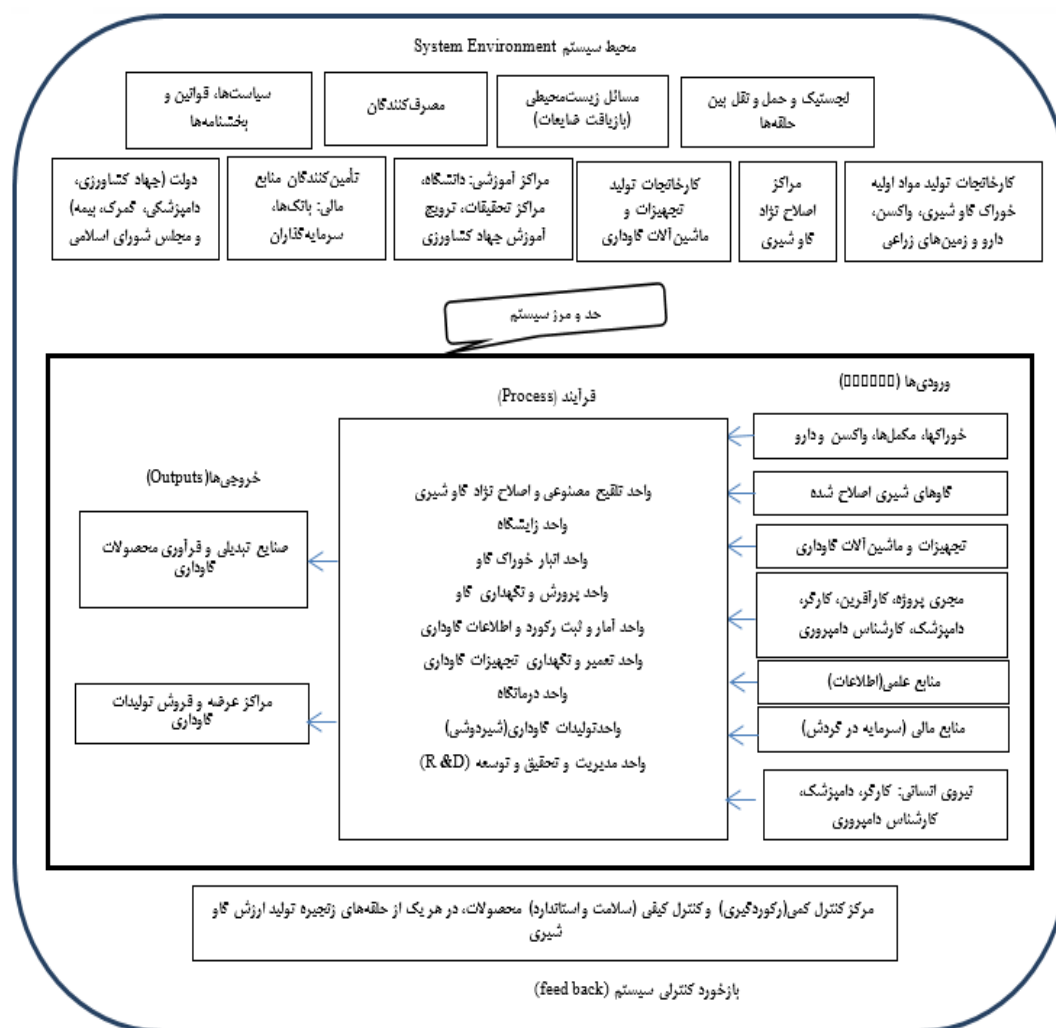 محیط سیستم System Environment
لجستیک و حمل و نقل بین
حلقه‌ها
مسائل زیست‌محیطی
(بازیافت ضایعات)
مصرف‌کنندگان
سیاست‌ها، قوانین و
بخشنامه‌ها
کارخانجات تولید مواد اولیه
خوراک گاو شیری، واکسن،
دارو و زمین‌های زراعی
مراکز
اصلاح نژاد
گاو شیری
کارخانجات تولید
تجهیزات و
ماشین‌آلات گاوداری
مراکز آموزشی: دانشگاه،
مراکز تحقیقات، ترویج
آموزش جهاد کشاورزی
تأمین‌کنندگان منابع
مالی: بانک‌ها،
سرمایه‌گذاران
دولت (جهاد کشاورزی،
دامپزشکی، گمرک، بیمه)
و مجلس شورای اسلامی
حد و مرز سیستم
ورودی‌ها (▯▯▯▯▯▯)
خوراکها، مکمل‌ها، واکسن و دارو
گاوهای شیری اصلاح شده
تجهیزات و ماشین‌آلات گاوداری
مجری پروژه، کارآفرین، کارگر،
دامپزشک، کارشناس دامپروری
منابع علمی(اطلاعات)
منابع مالی (سرمایه در گردش)
نیروی انسانی: کارگر، دامپزشک،
کارشناس دامپروری
فرآیند (Process)
واحد تلقیح مصنوعی و اصلاح نژاد گاو شیری
واحد زایشگاه
واحد انبار خوراک گاو
واحد پرورش و نگهداری گاو
واحد آمار و ثبت رکورد و اطلاعات گاوداری
واحد تعمیر و نگهداری تجهیزات گاوداری
واحد درمانگاه
واحدتولیدات گاوداری(شیردوشی)
واحد مدیریت و تحقیق و توسعه (R &D)
خروجی‌ها(Outputs)
صنایع تبدیلی و فرآوری محصولات
گاوداری
مراکز عرضه و فروش تولیدات
گاوداری
مرکز کنترل کمی(رکوردگیری) و کنترل کیفی (سلامت و استاندارد) محصولات، در هر یک از حلقه‌های زنجیره تولید ارزش گاو
شیری
بازخورد کنترلی سیستم (feed back)